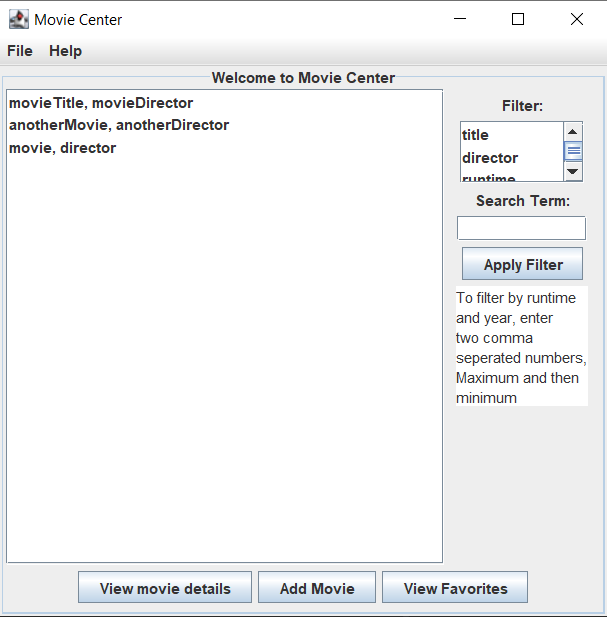 Movie Center
File Help
Welcome to Movie Center
movieTitle, movieDirector
anotherMovie, anotherDirector
movie, director
Filter:
title
director
runtime
Search Term:
Apply Filter
To filter by runtime
and year, enter
two comma
seperated numbers,
Maximum and then
minimum
View movie details Add Movie View Favorites